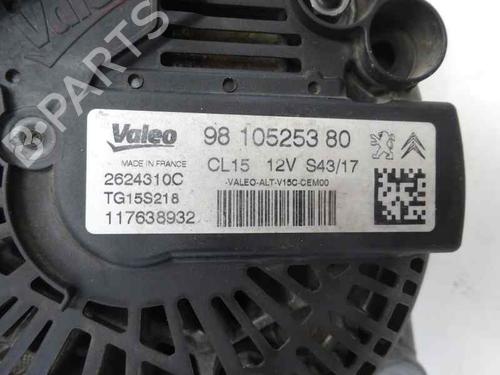 Valeo 98 105253 80
MADE IN FRANCE CL15 12V S43/17
2624310C -VALEO-ALT-V15C-CEM00
TG15S218
117638932
PARTS